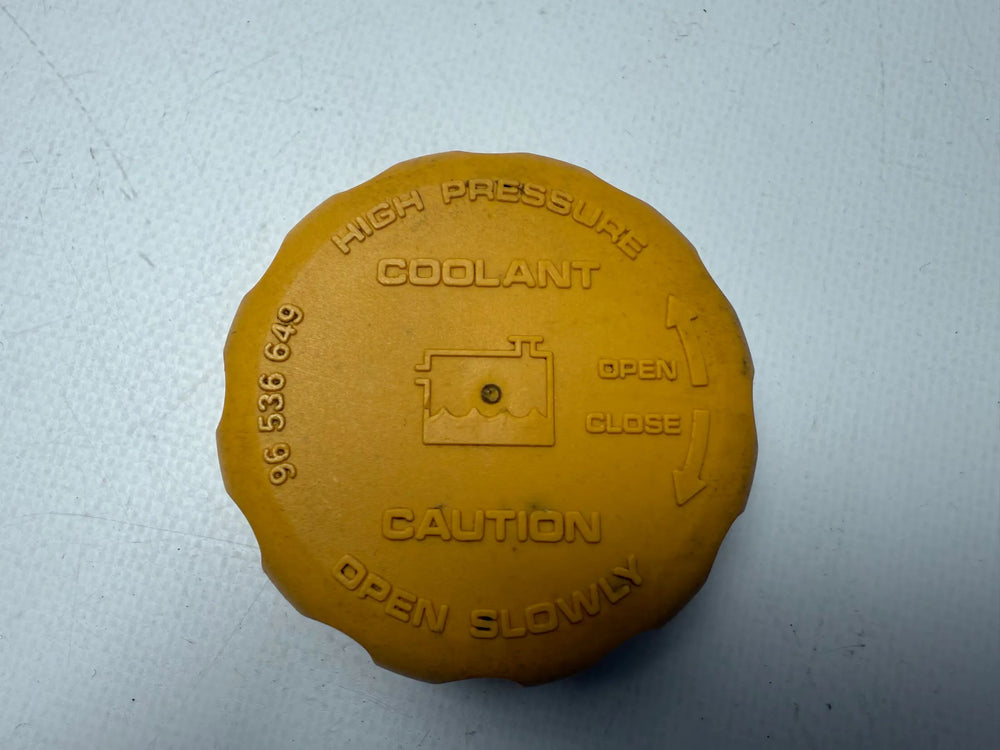 HIGH PRESSURE
COOLANT
96 536 649
OPEN
CLOSE
CAUTION
OPEN SLOWLY